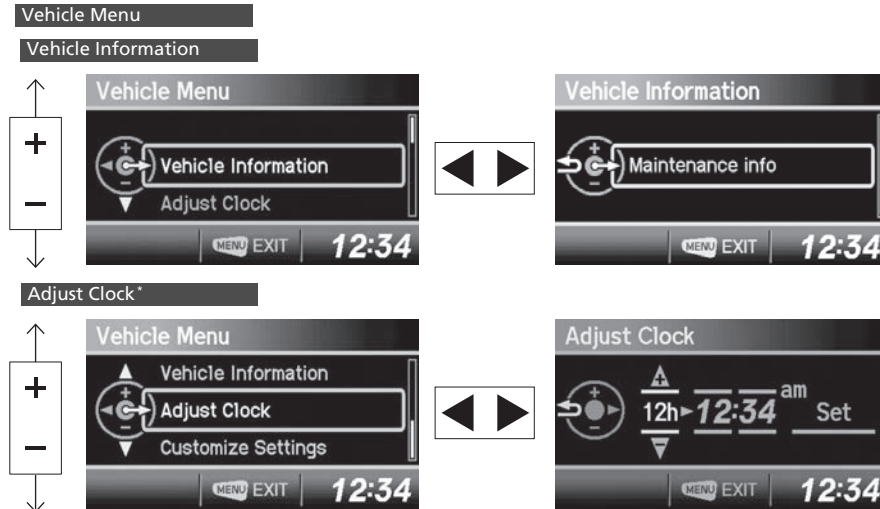 Vehicle Menu
Vehicle Information
+
−
Vehicle Menu
+
−
Vehicle Information
Adjust Clock
MENU EXIT 12:34
Vehicle Information
+
−
Maintenance info
MENU EXIT 12:34
Adjust Clock*
+
−
Vehicle Menu
Vehicle Information
+
−
Adjust Clock
Customize Settings
MENU EXIT 12:34
Adjust Clock
+
−
+
12h 12:34 am Set
−
MENU EXIT 12:34